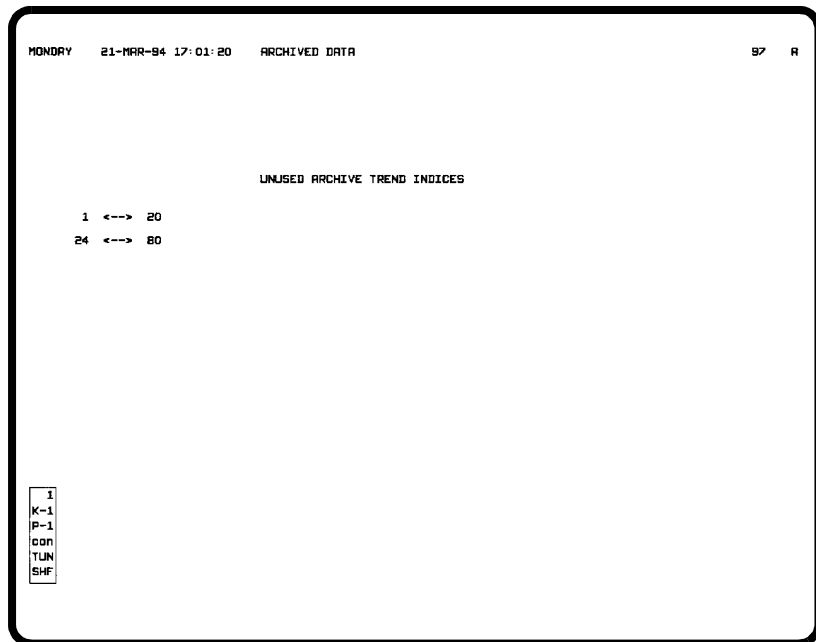 MONDAY 21-MAR-94 17:01:20 ARCHIVED DATA 97 A
UNUSED ARCHIVE TREND INDICES
1 <--> 20
24 <--> 80
1
K-1
P-1
con
TUN
SHF